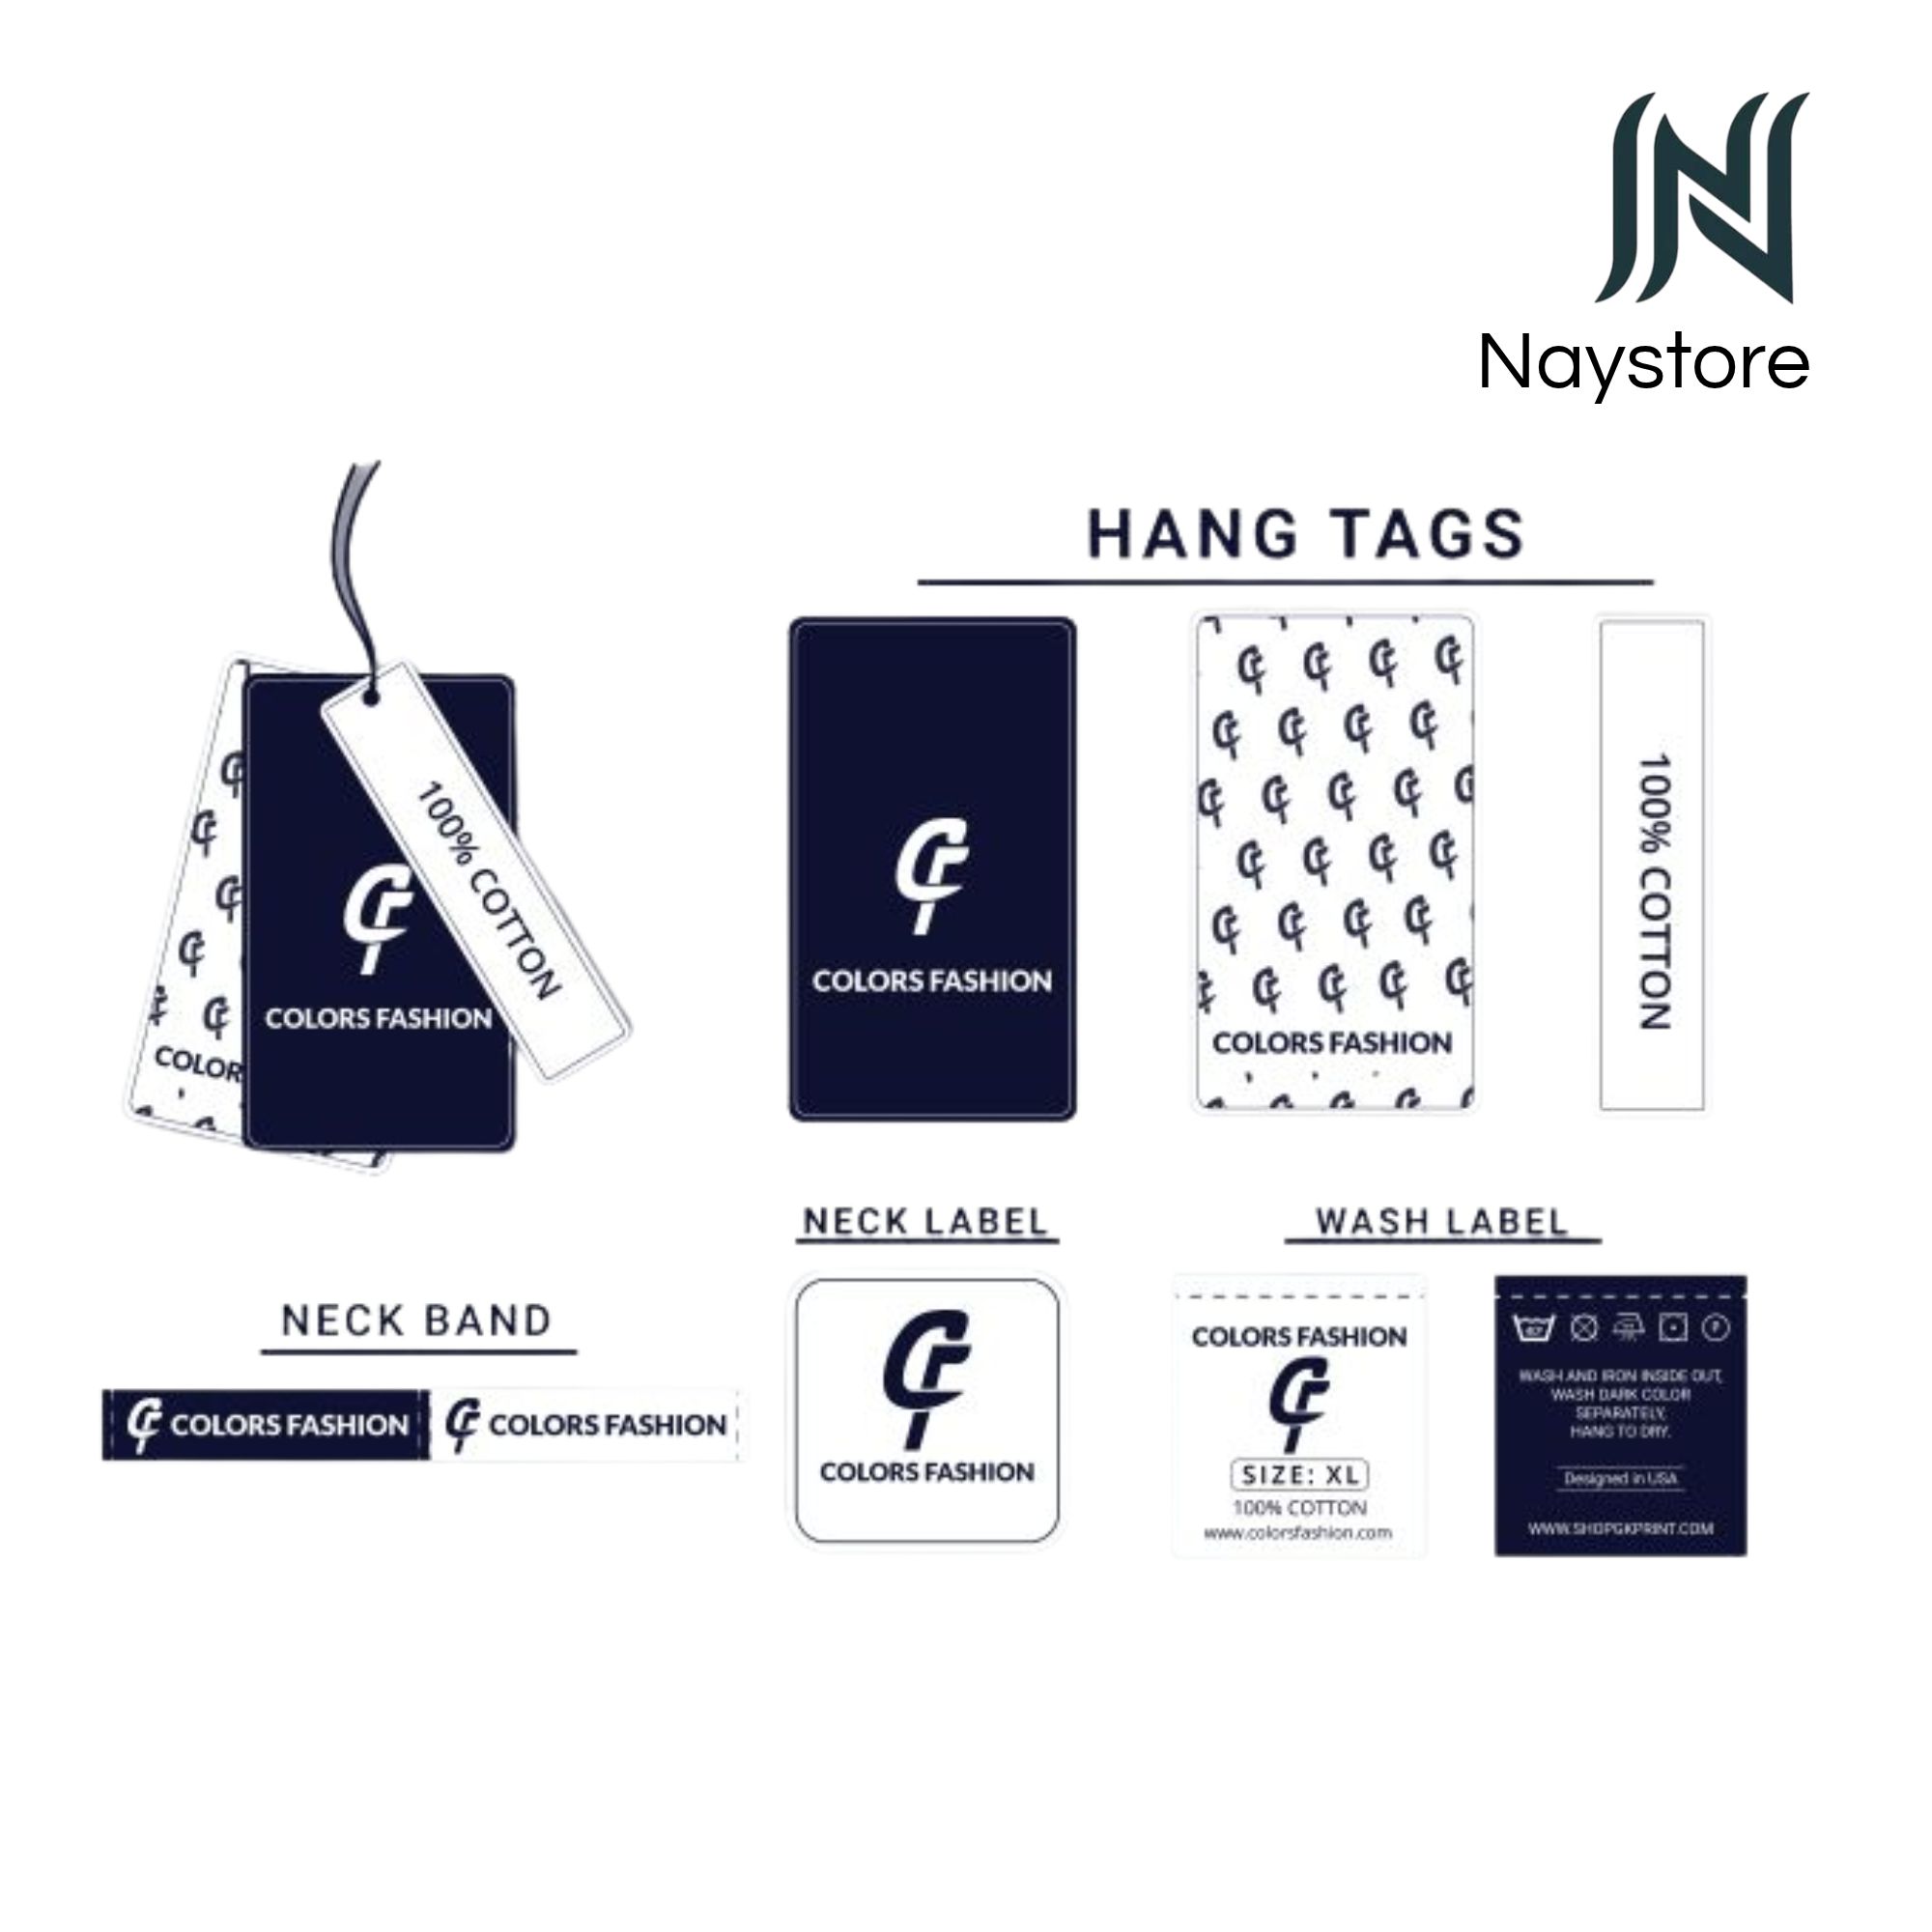 Naystore
HANG TAGS
100% COTTON
COLORS FASHION
COLOR
COLORS FASHION
COLORS FASHION
100% COTTON
NECK LABEL
WASH LABEL
NECK BAND
COLORS FASHION
COLORS FASHION
COLORS FASHION
COLORS FASHION
SIZE: XL
100% COTTON
www.colorsfashion.com
WASH AND IRON INSIDE OUT,
WASH DARK COLOR
SEPARATELY,
HANG TO DRY.
Designed in USA
WWW.SHOPGKPRINT.COM